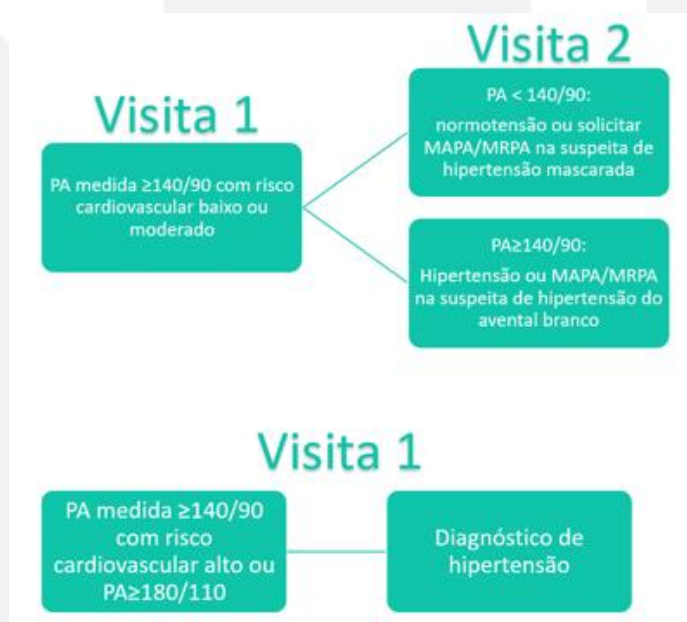 Visita 1
PA medida ≥140/90 com risco
cardiovascular baixo ou
moderado
Visita 2
PA < 140/90:
normotensão ou solicitar
MAPA/MRPA na suspeita de
hipertensão mascarada
PA≥140/90:
Hipertensão ou MAPA/MRPA
na suspeita de hipertensão do
avental branco
Visita 1
PA medida ≥140/90
com risco
cardiovascular alto ou
PA≥180/110
Diagnóstico de
hipertensão